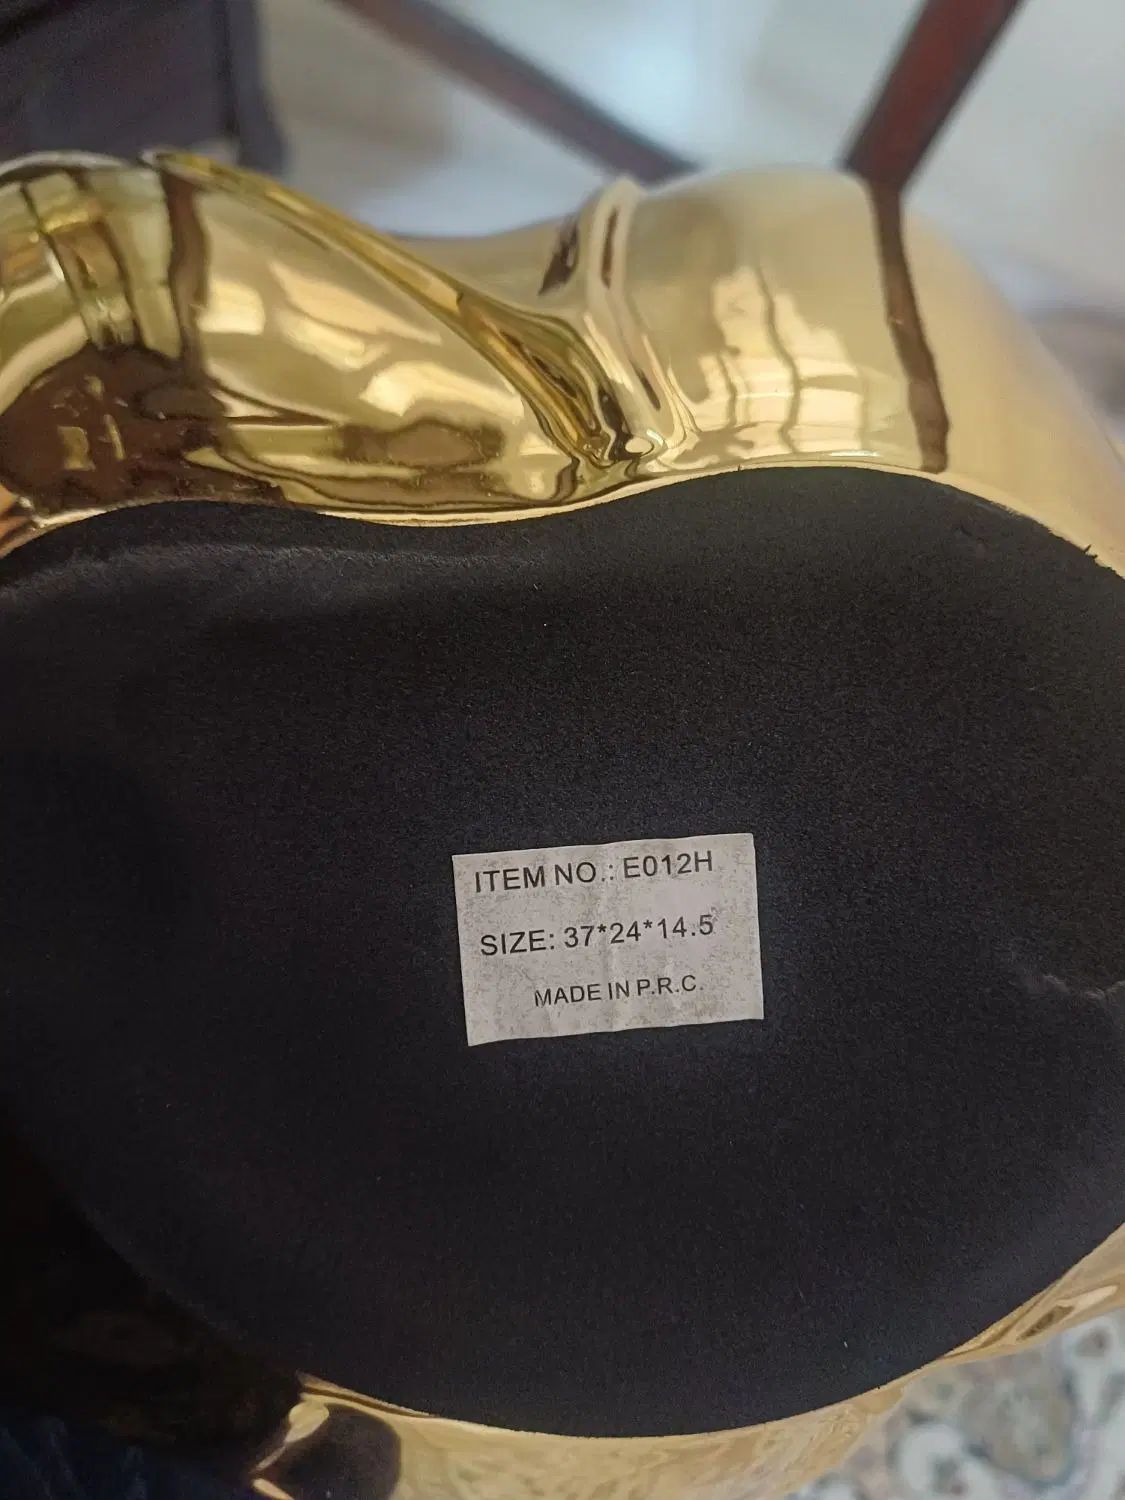 ITEM NO.: E012H
SIZE: 37*24*14.5
MADE IN P.R.C.